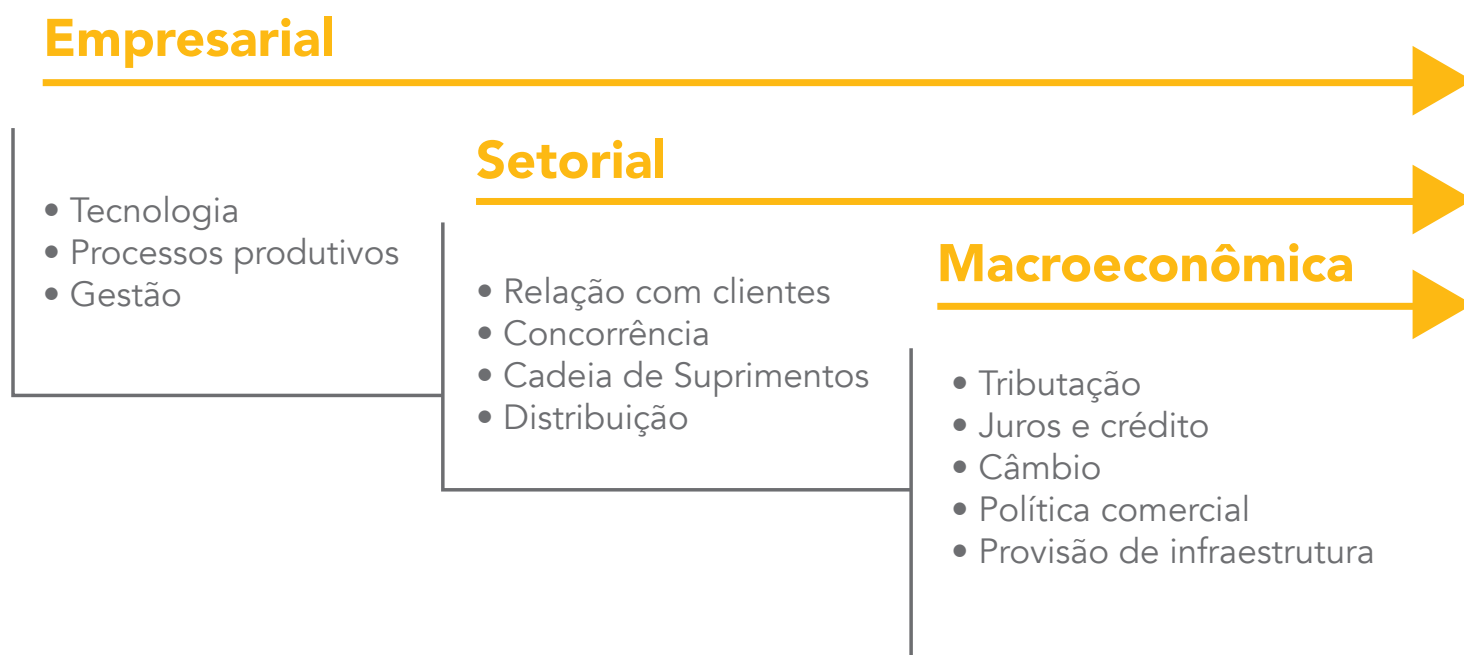 Empresarial
• Tecnologia
• Processos produtivos
• Gestão
Setorial
• Relação com clientes
• Concorrência
• Cadeia de Suprimentos
• Distribuição
Macroeconômica
• Tributação
• Juros e crédito
• Câmbio
• Política comercial
• Provisão de infraestrutura